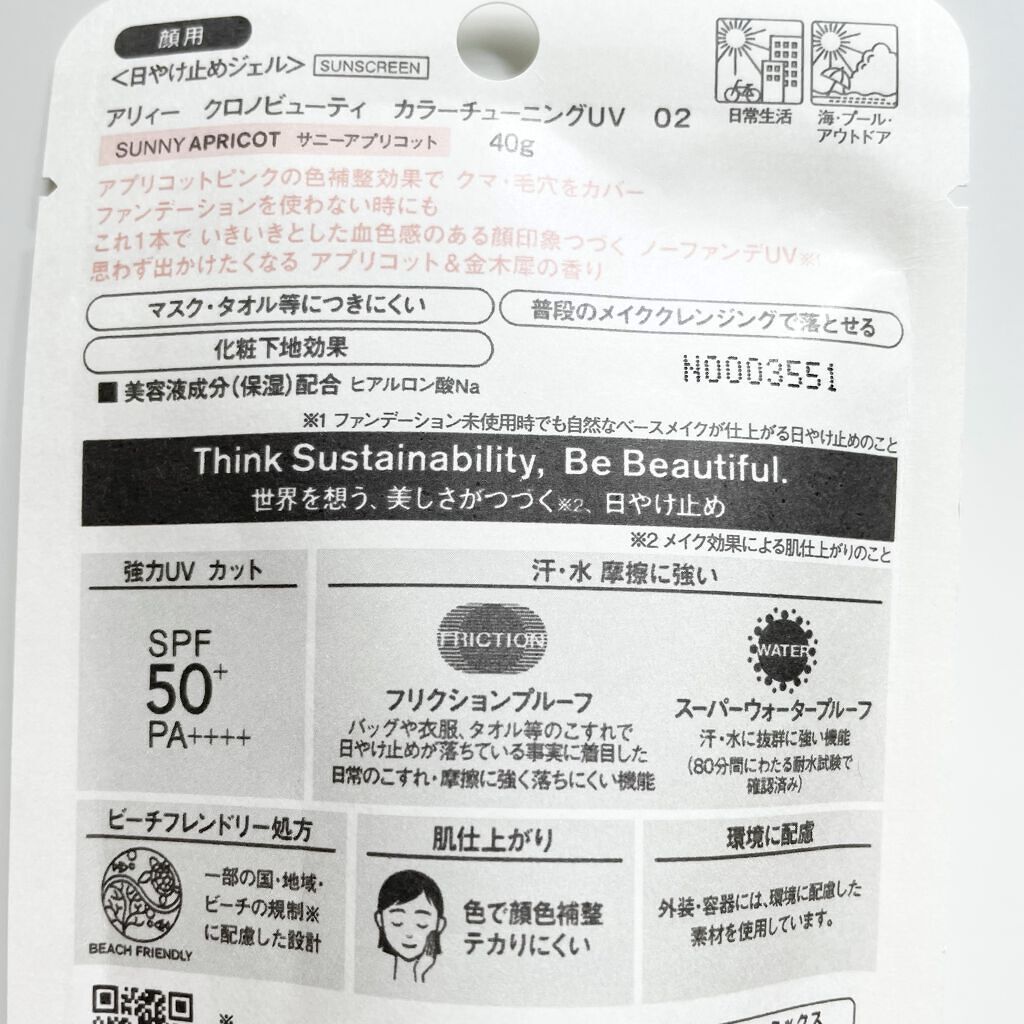 顔用
<日やけ止めジェル> SUNSCREEN
アリィー クロノビューティ カラーチューニングUV 02
SUNNY APRICOT サニーアプリコット 40g
日常生活
海・プール・
アウトドア
アプリコットピンクの色補整効果で クマ・毛穴をカバー
ファンデーションを使わない時にも
これ1本で いきいきとした血色感のある顔印象つづく ノーファンデUV※1
思わず出かけたくなる アプリコット&金木犀の香り
マスク・タオル等につきにくい
普段のメイククレンジングで落とせる
化粧下地効果
N0003551
■ 美容液成分(保湿)配合 ヒアルロン酸Na
※1 ファンデーション未使用時でも自然なベースメイクが仕上がる日やけ止めのこと
Think Sustainability, Be Beautiful.
世界を想う、美しさがつづく※2、日やけ止め
※2 メイク効果による肌仕上がりのこと
強力UV カット
SPF
50+
PA++++
汗・水 摩擦に強い
FRICTION
フリクションプルーフ
バッグや衣服、タオル等のこすれで
日やけ止めが落ちている事実に着目した
日常のこすれ・摩擦に強く落ちにくい機能
WATER
スーパーウォータープルーフ
汗・水に抜群に強い機能
(80分間にわたる耐水試験で
確認済み)
ビーチフレンドリー処方
BEACH FRIENDLY
一部の国・地域・
ビーチの規制※
に配慮した設計
肌仕上がり
色で顔色補整
テカりにくい
環境に配慮
外装・容器には、環境に配慮した
素材を使用しています。
※